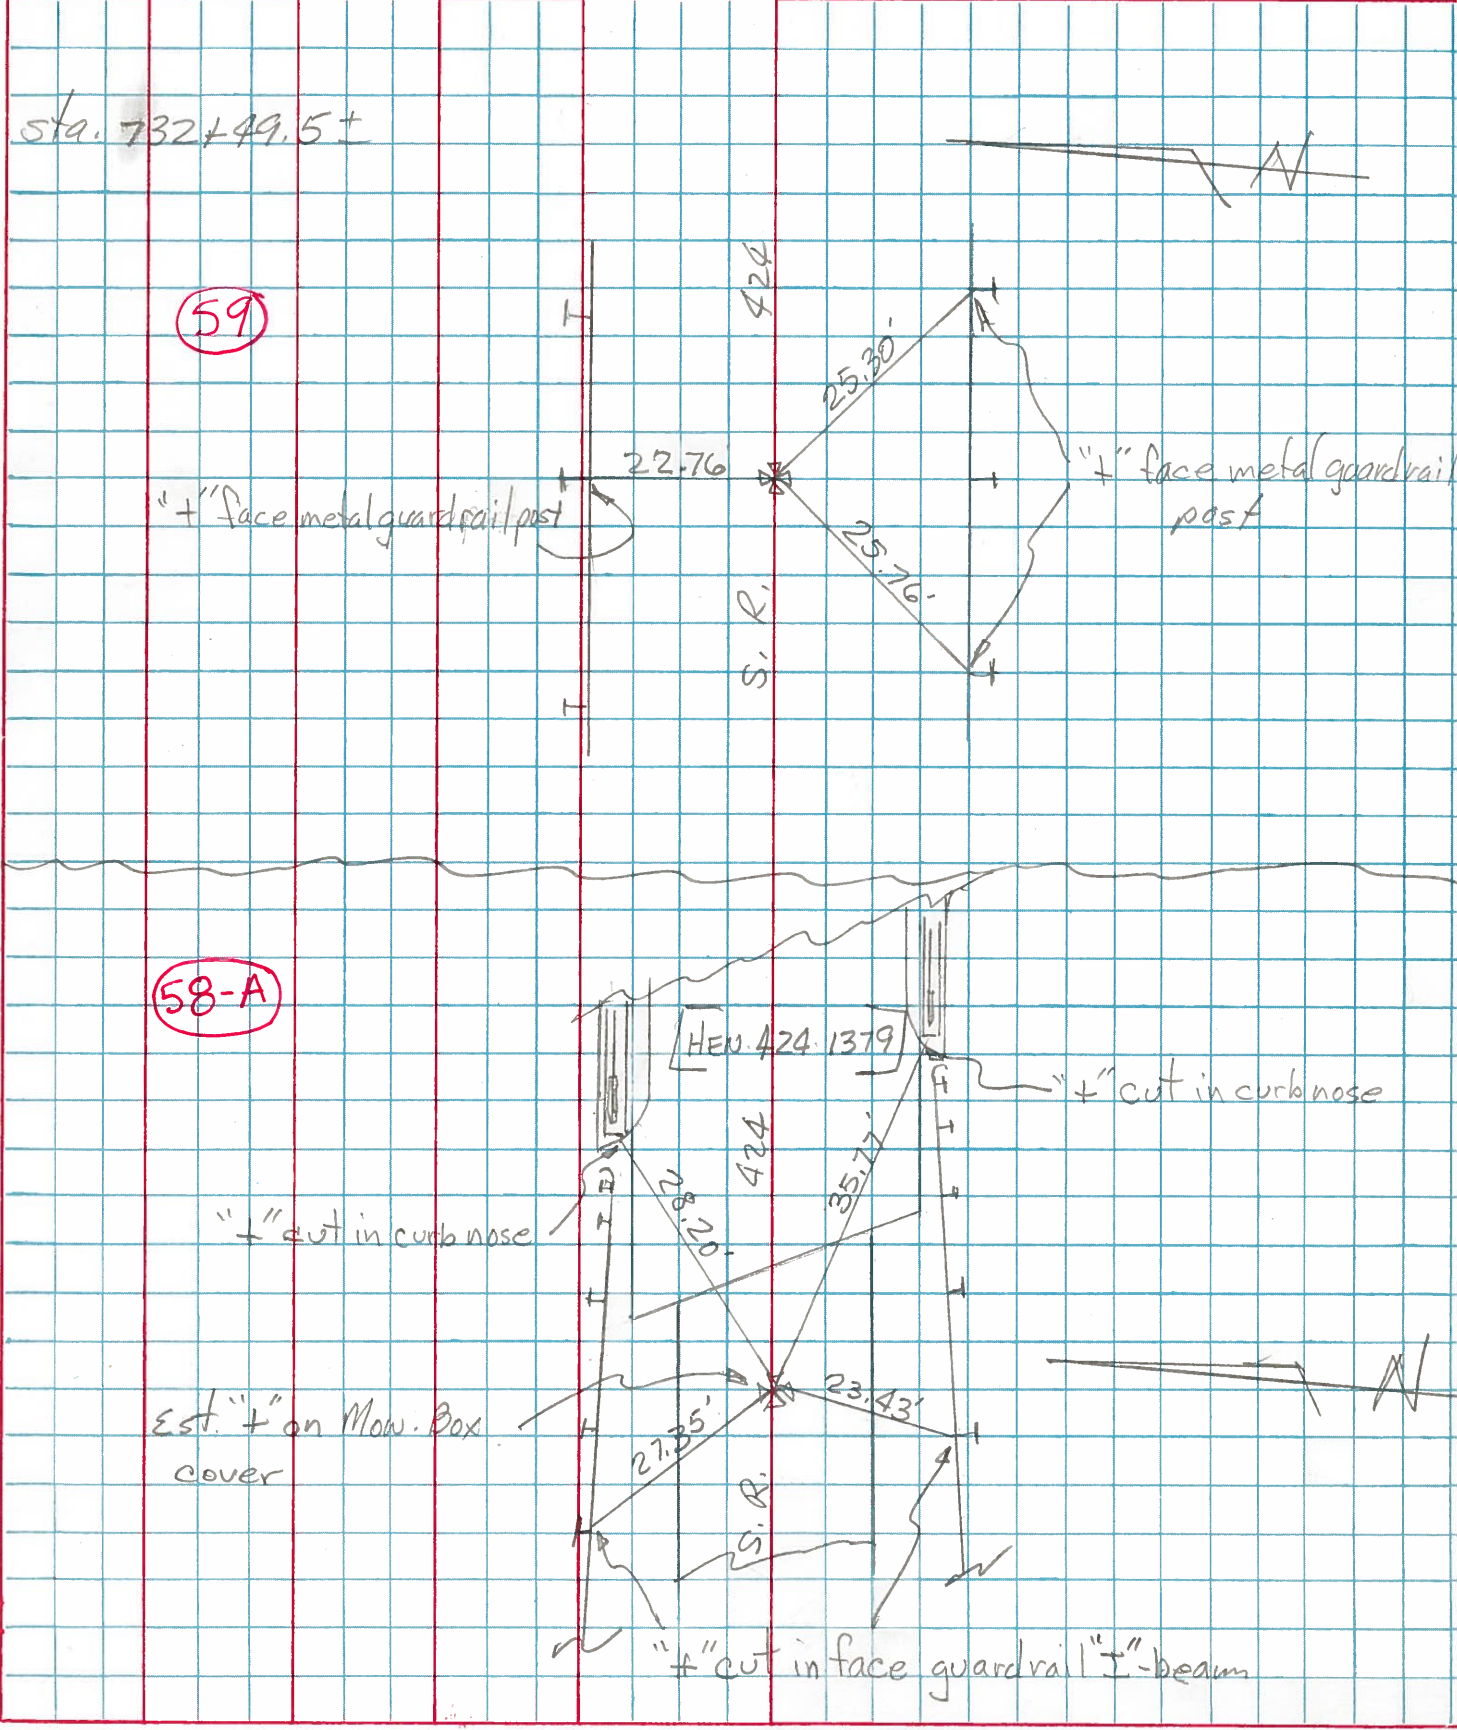 sta. 732+49.5±
N
59
424
25.30'
22.76
"+" face metal guardrail
post
"+" face metal guardrail post
25.76'
S. R.
58-A
HEN. 424. 1379
"+" cut in curb nose
424
35.77'
28.20'
"+" cut in curb nose
N
23.43'
Est. "+" on Mon. Box
cover
27.35'
S. R.
"+" cut in face guardrail "I"-beam